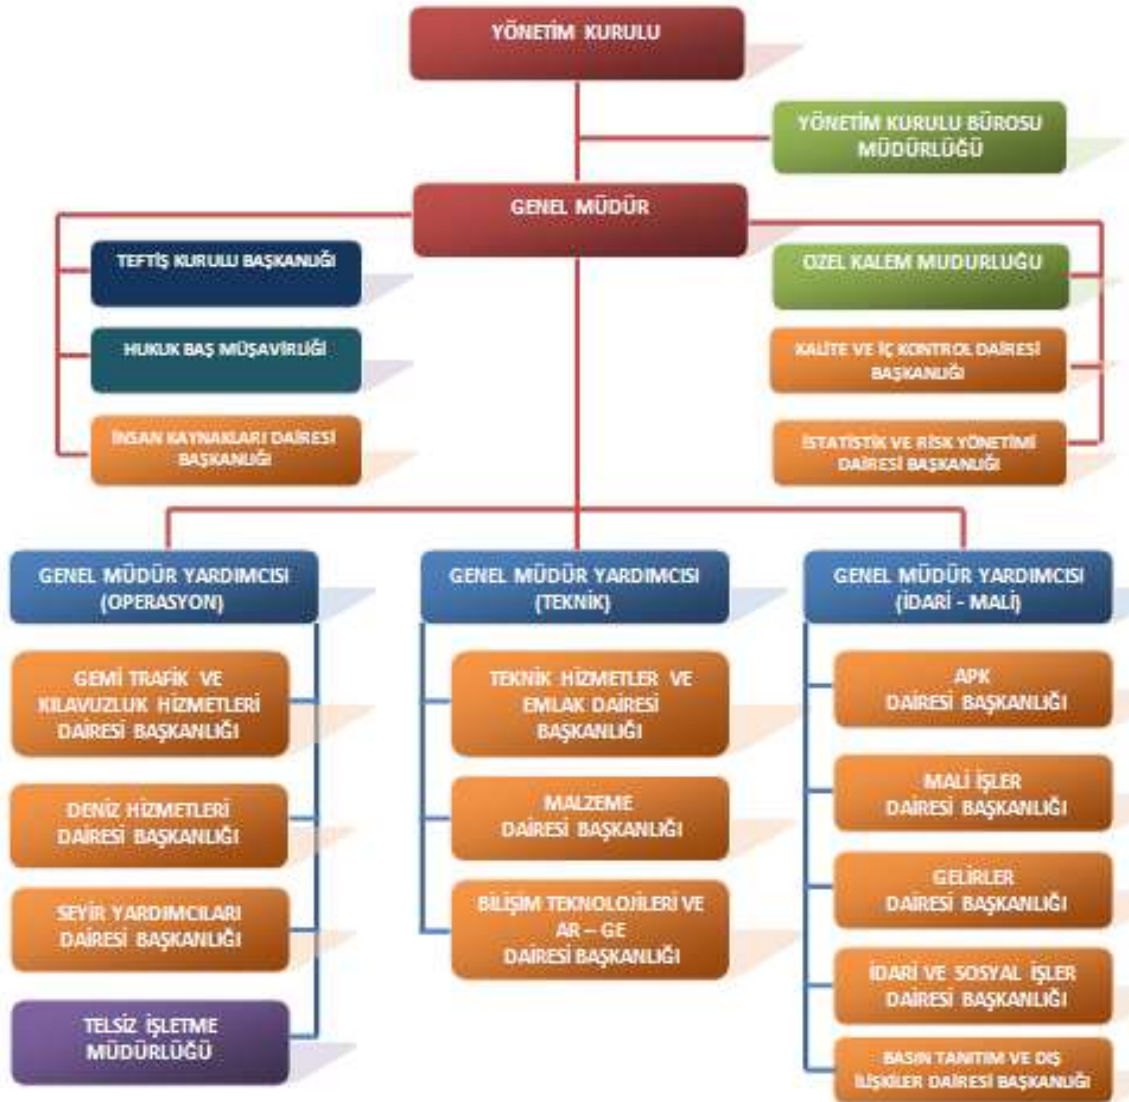 YÖNETİM KURULU
YÖNETİM KURULU BÜROSU
MÜDÜRLÜĞÜ
GENEL MÜDÜR
TEFTİŞ KURULU BAŞKANLIĞI
HUKUK BAŞ MÜŞAVİRLİĞİ
İNSAN KAYNAKLARI DAİRESİ
BAŞKANLIĞI
OZEL KALEM MUDURLUĞU
KALİTE VE İÇ KONTROL DAİRESİ
BAŞKANLIĞI
İSTATİSTİK VE RİSK YÖNETİMİ
DAİRESİ BAŞKANLIĞI
GENEL MÜDÜR YARDIMCISI
(OPERASYON)
GEMİ TRAFİK VE
KILAVUZLUK HİZMETLERİ
DAİRESİ BAŞKANLIĞI
DENİZ HİZMETLERİ
DAİRESİ BAŞKANLIĞI
SEYİR YARDIMCILARI
DAİRESİ BAŞKANLIĞI
TELSİZ İŞLETME
MÜDÜRLÜĞÜ
GENEL MÜDÜR YARDIMCISI
(TEKNİK)
TEKNİK HİZMETLER VE
EMLAK DAİRESİ
BAŞKANLIĞI
MALZEME
DAİRESİ BAŞKANLIĞI
BİLİŞİM TEKNOLOJİLERİ VE
AR – GE
DAİRESİ BAŞKANLIĞI
GENEL MÜDÜR YARDIMCISI
(İDARİ - MALİ)
APK
DAİRESİ BAŞKANLIĞI
MALİ İŞLER
DAİRESİ BAŞKANLIĞI
GELİRLER
DAİRESİ BAŞKANLIĞI
İDARİ VE SOSYAL İŞLER
DAİRESİ BAŞKANLIĞI
BASIN TANITIM VE DIŞ
İLİŞKİLER DAİRESİ BAŞKANLIĞI